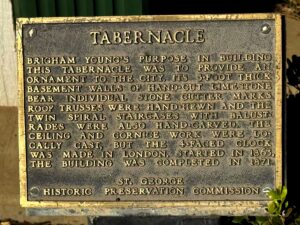 TABERNACLE
BRIGHAM YOUNG'S PURPOSE IN BUILDING
THIS TABERNACLE WAS TO PROVIDE AN
ORNAMENT TO THE CITY. ITS 3-FOOT THICK
BASEMENT WALLS OF HAND-CUT LIMESTONE
BEAR INDIVIDUAL STONE CUTTER MARKS.
ROOF TRUSSES WERE HAND-HEWN AND THE
TWIN SPIRAL STAIRCASES WITH BALUST-
RADES WERE ALSO HAND-CARVED. THE
CEILING AND CORNICE WORK WERE LO-
CALLY CAST, BUT THE 4-FACED CLOCK
WAS MADE IN LONDON. STARTED IN 1863,
THE BUILDING WAS COMPLETED IN
ST. GEORGE
HISTORIC PRESERVATION COMMISSION